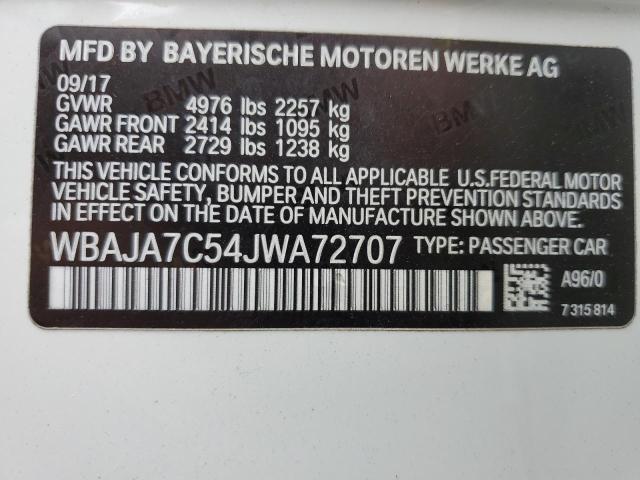 MFD BY BAYERISCHE MOTOREN WERKE AG
09/17
GVWR 4976 lbs 2257 kg
GAWR FRONT 2414 lbs 1095 kg
GAWR REAR 2729 lbs 1238 kg
THIS VEHICLE CONFORMS TO ALL APPLICABLE U.S.FEDERAL MOTOR
VEHICLE SAFETY, BUMPER AND THEFT PREVENTION STANDARDS
IN EFFECT ON THE DATE OF MANUFACTURE SHOWN ABOVE.
WBAJA7C54JWA72707 TYPE: PASSENGER CAR
A96/0
7 315 814